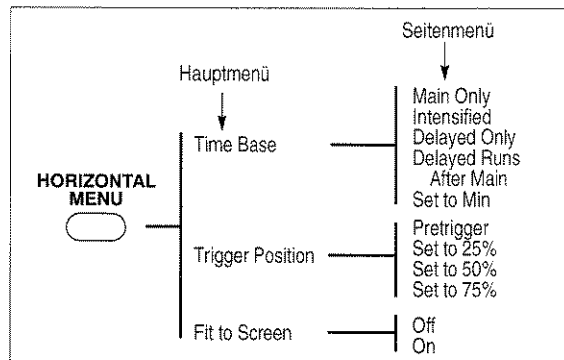 Seitenmenü
Hauptmenü
Main Only
Intensified
Time Base
Delayed Only
Delayed Runs
After Main
HORIZONTAL
MENU
Set to Min
Pretrigger
Trigger Position
Set to 25%
Set to 50%
Set to 75%
Fit to Screen
Off
On